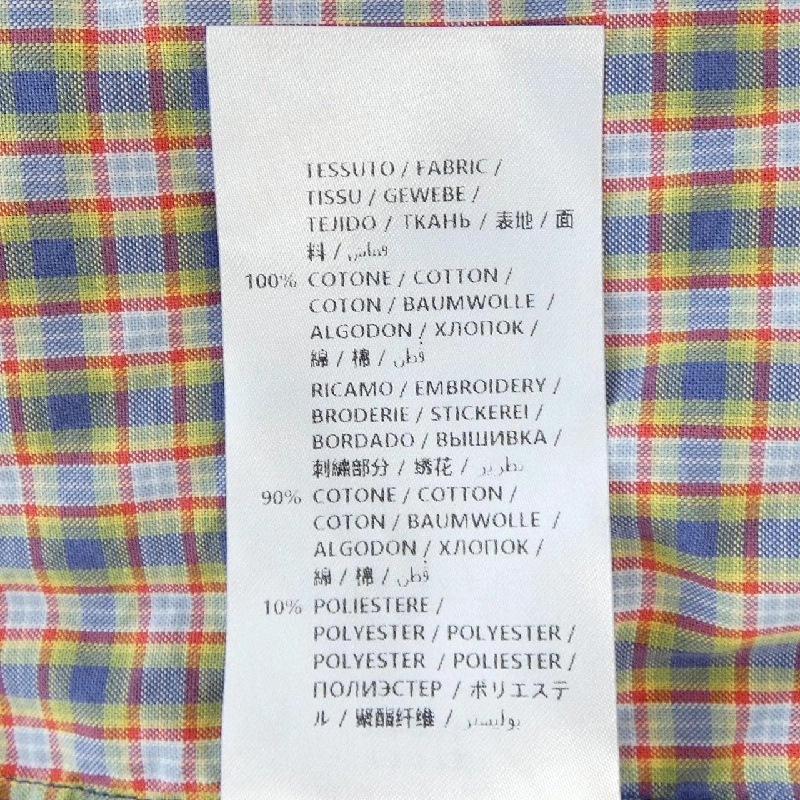 TESSUTO / FABRIC /
TISSU / GEWEBE /
TEJIDO / ТКАНЬ / 表地 / 面
料 / قماش
100% COTONE / COTTON /
COTON / BAUMWOLLE /
ALGODON / ХЛОПОК /
綿 / 棉 / قطن
RICAMO / EMBROIDERY /
BRODERIE / STICKEREI /
BORDADO / ВЫШИВКА /
刺繍部分 / 绣花 / تطريز
90% COTONE / COTTON /
COTON / BAUMWOLLE /
ALGODON / ХЛОПОК /
綿 / 棉 / قطن
10% POLIESTERE /
POLYESTER / POLYESTER /
POLYESTER / POLIESTER /
ПОЛИЭСТЕР / ポリエステ
ル / 聚酯纤维 / بوليستر